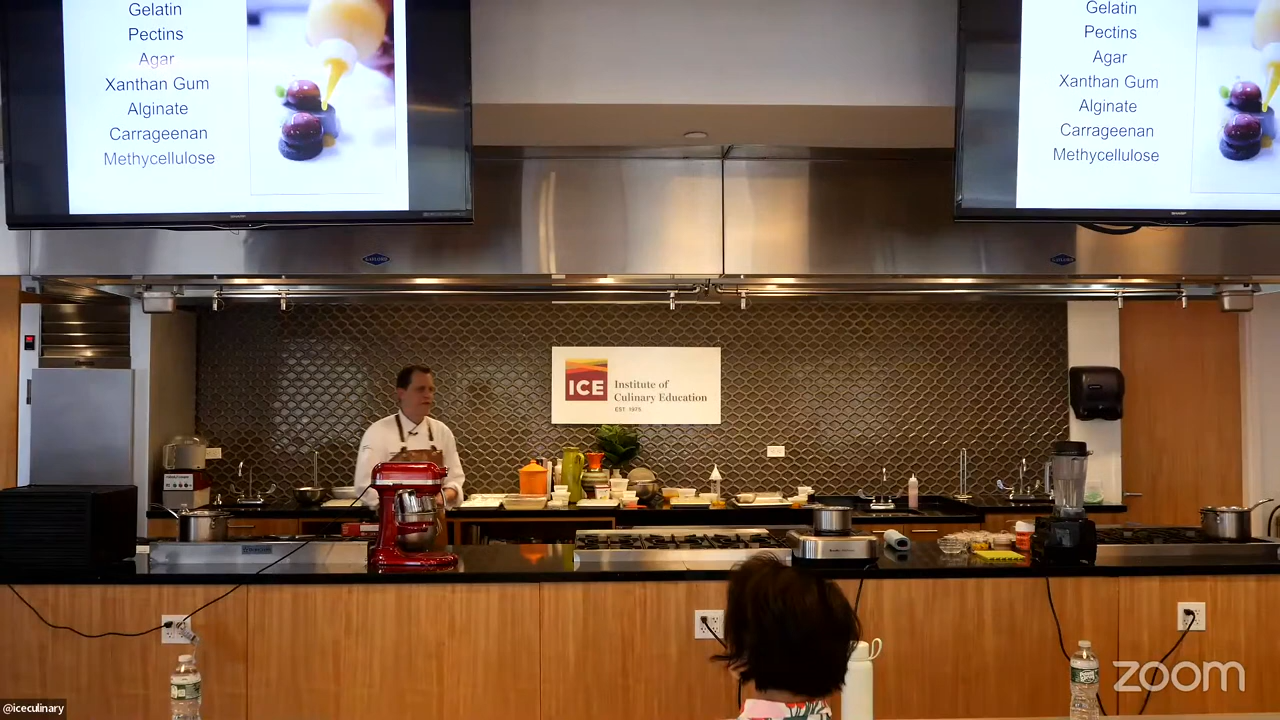 Gelatin
Pectins
Agar
Xanthan Gum
Alginate
Carrageenan
Methycellulose
Gelatin
Pectins
Agar
Xanthan Gum
Alginate
Carrageenan
Methycellulose
ICE
Institute of
Culinary Education
EST. 1975
zoom
@iceculinary